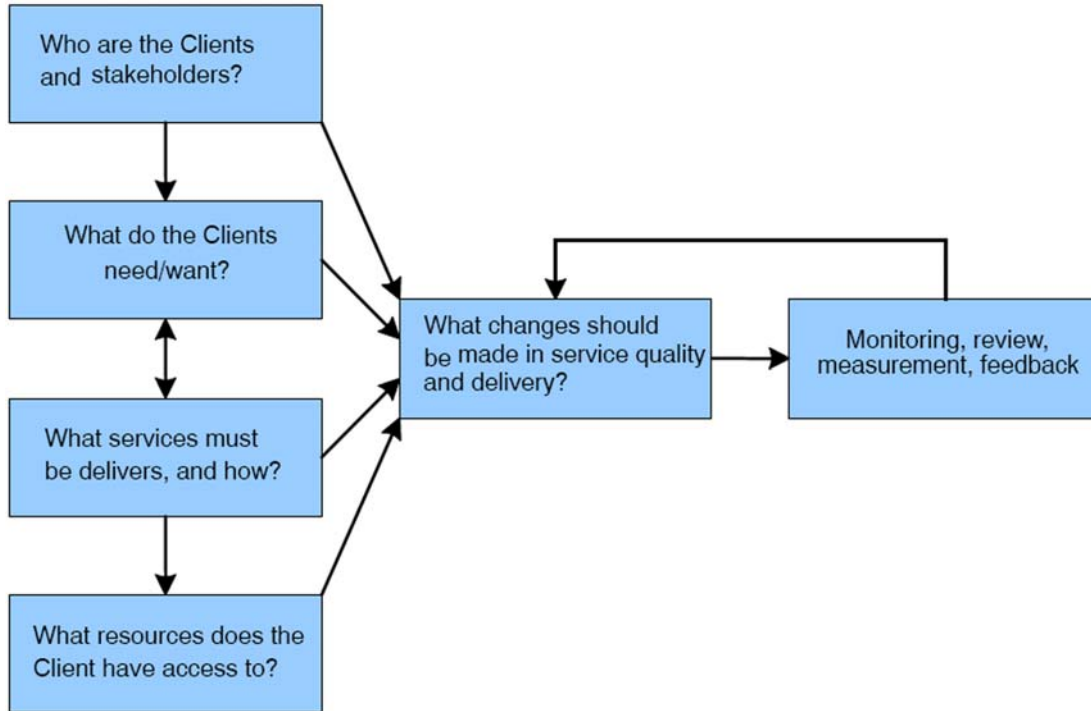 Who are the Clients
and stakeholders?
What do the Clients
need/want?
What services must
be delivers, and how?
What resources does the
Client have access to?
What changes should
be made in service quality
and delivery?
Monitoring, review,
measurement, feedback